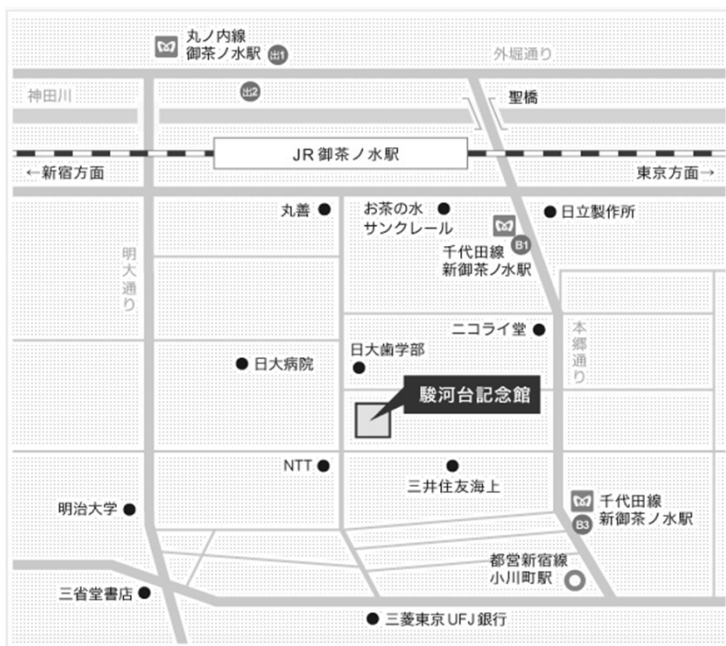 丸ノ内線
御茶ノ水駅
出1
外堀通り
神田川
出2
聖橋
JR御茶ノ水駅
←新宿方面
東京方面→
丸善
お茶の水
サンクレール
日立製作所
B1
千代田線
新御茶ノ水駅
明大通り
ニコライ堂
本郷通り
日大歯学部
日大病院
駿河台記念館
NTT
三井住友海上
明治大学
千代田線
B3
新御茶ノ水駅
都営新宿線
小川町駅
三省堂書店
三菱東京UFJ銀行